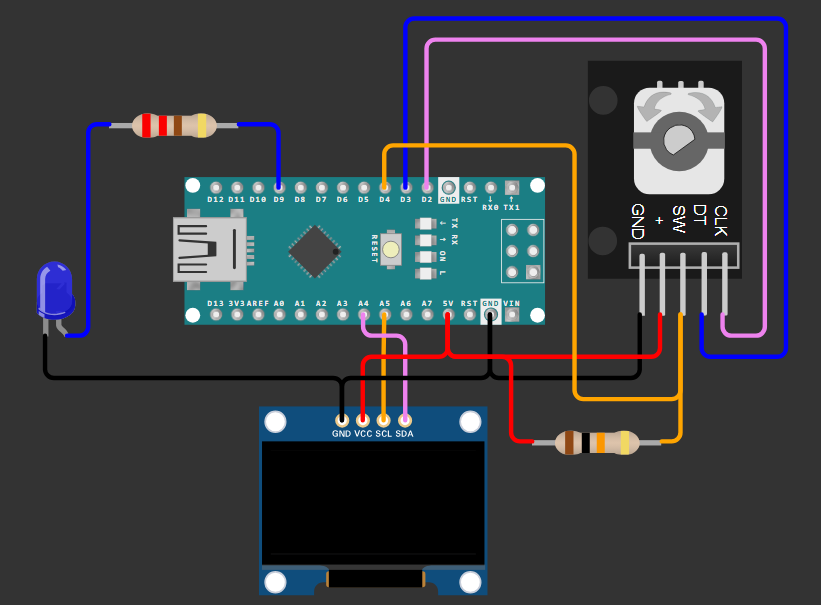 D12 D11 D10 D9 D8 D7 D6 D5 D4 D3 D2 GND RST ↓ ↑
RX0 TX1
RESET
TX RX ON L
↓ ↑
D13 3V3 AREF A0 A1 A2 A3 A4 A5 A6 A7 5V RST GND VIN
GND + SW DT CLK
GND VCC SCL SDA